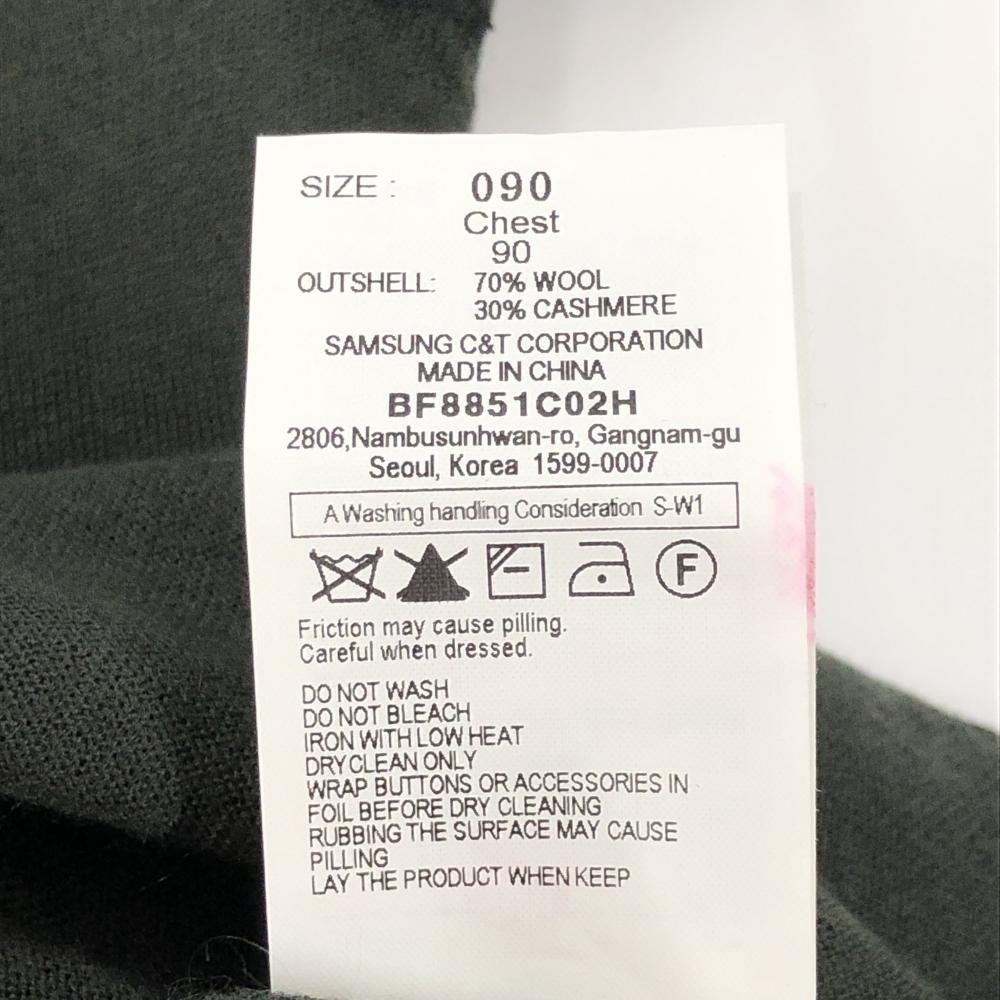 SIZE : 090
Chest
90
OUTSHELL: 70% WOOL
30% CASHMERE
SAMSUNG C&T CORPORATION
MADE IN CHINA
BF8851C02H
2806,Nambusunhwan-ro, Gangnam-gu
Seoul, Korea 1599-0007
A Washing handling Consideration S-W1
F
Friction may cause pilling.
Careful when dressed.
DO NOT WASH
DO NOT BLEACH
IRON WITH LOW HEAT
DRY CLEAN ONLY
WRAP BUTTONS OR ACCESSORIES IN
FOIL BEFORE DRY CLEANING
RUBBING THE SURFACE MAY CAUSE
PILLING
LAY THE PRODUCT WHEN KEEP